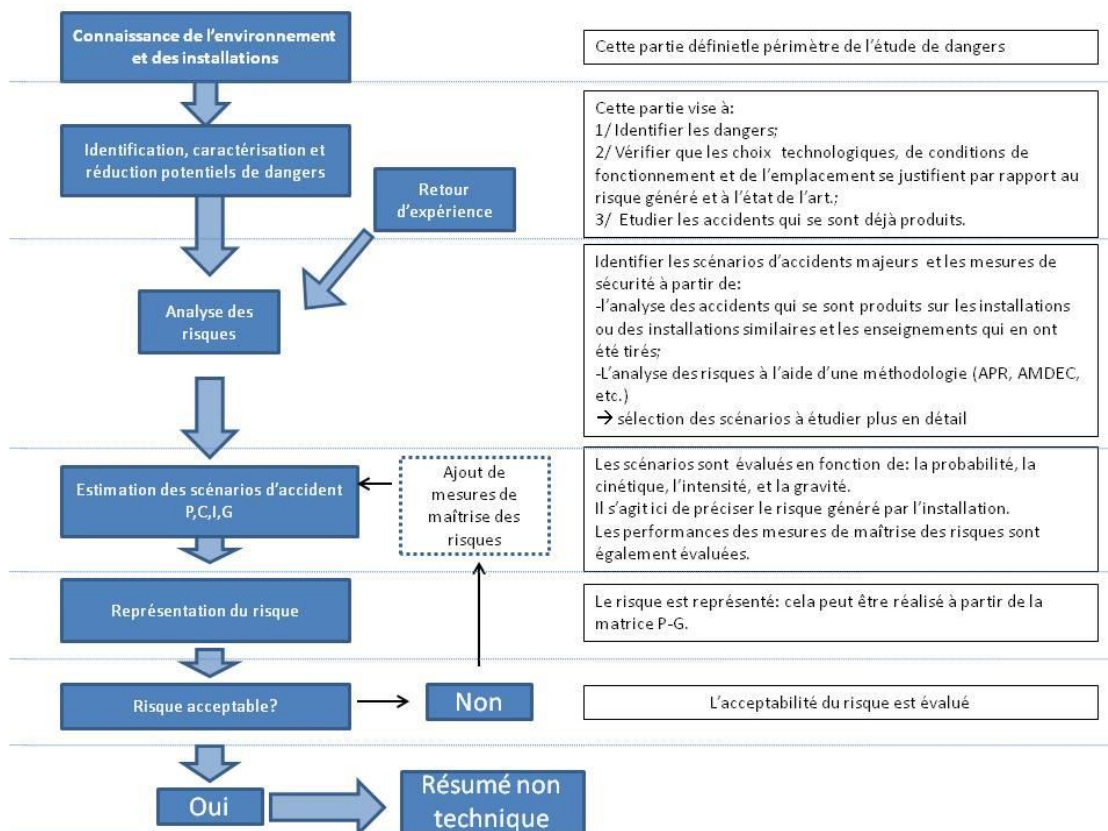 Connaissance de l'environnement
et des installations
Cette partie définietle périmètre de l'étude de dangers
Identification, caractérisation et
réduction potentiels de dangers
Retour
d'expérience
Cette partie vise à:
1/ Identifier les dangers;
2/ Vérifier que les choix technologiques, de conditions de
fonctionnement et de l'emplacement se justifient par rapport au
risque généré et à l'état de l'art.;
3/ Etudier les accidents qui se sont déjà produits.
Analyse des
risques
Identifier les scénarios d'accidents majeurs et les mesures de
sécurité à partir de:
-l'analyse des accidents qui se sont produits sur les installations
ou des installations similaires et les enseignements qui en ont
été tirés;
-L'analyse des risques à l'aide d'une méthodologie (APR, AMDEC,
etc.)
→ sélection des scénarios à étudier plus en détail
Estimation des scénarios d'accident
P,C,I,G
Ajout de
mesures de
maîtrise des
risques
Les scénarios sont évalués en fonction de: la probabilité, la
cinétique, l'intensité, et la gravité.
Il s'agit ici de préciser le risque généré par l'installation.
Les performances des mesures de maîtrise des risques sont
également évaluées.
Représentation du risque
Le risque est représenté: cela peut être réalisé à partir de la
matrice P-G.
Risque acceptable?
Non
L'acceptabilité du risque est évalué
Oui
Résumé non
technique